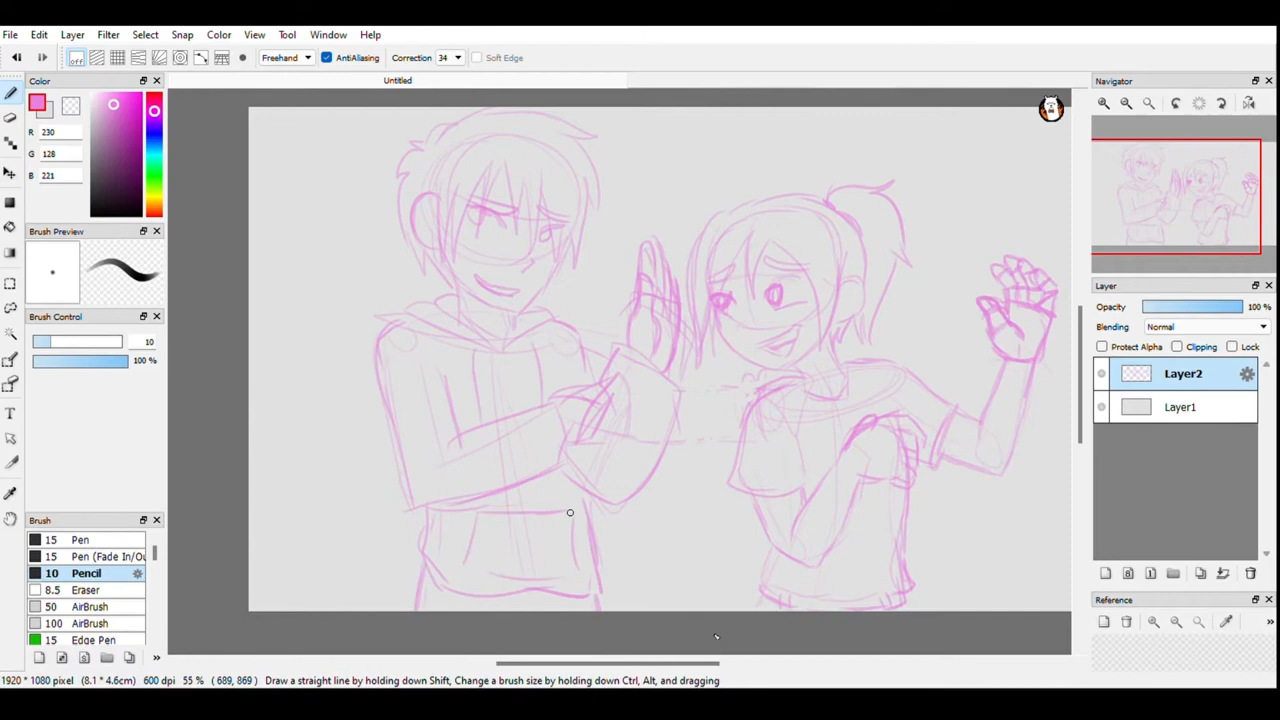 File Edit Layer Filter Select Snap Color View Tool Window Help
off Freehand AntiAliasing Correction 34 Soft Edge
Color Untitled Navigator
R 230
G 128
B 221
Brush Preview
Layer
Opacity 100 %
Brush Control
Blending Normal
10
Protect Alpha Clipping Lock
100 %
Layer2
Layer1
Brush
15 Pen
15 Pen (Fade In/Ou
10 Pencil
8.5 Eraser
50 AirBrush
100 AirBrush
15 Edge Pen
Reference
1920 * 1080 pixel (8.1 * 4.6cm) 600 dpi 55 % ( 689, 869 ) Draw a straight line by holding down Shift, Change a brush size by holding down Ctrl, Alt, and dragging